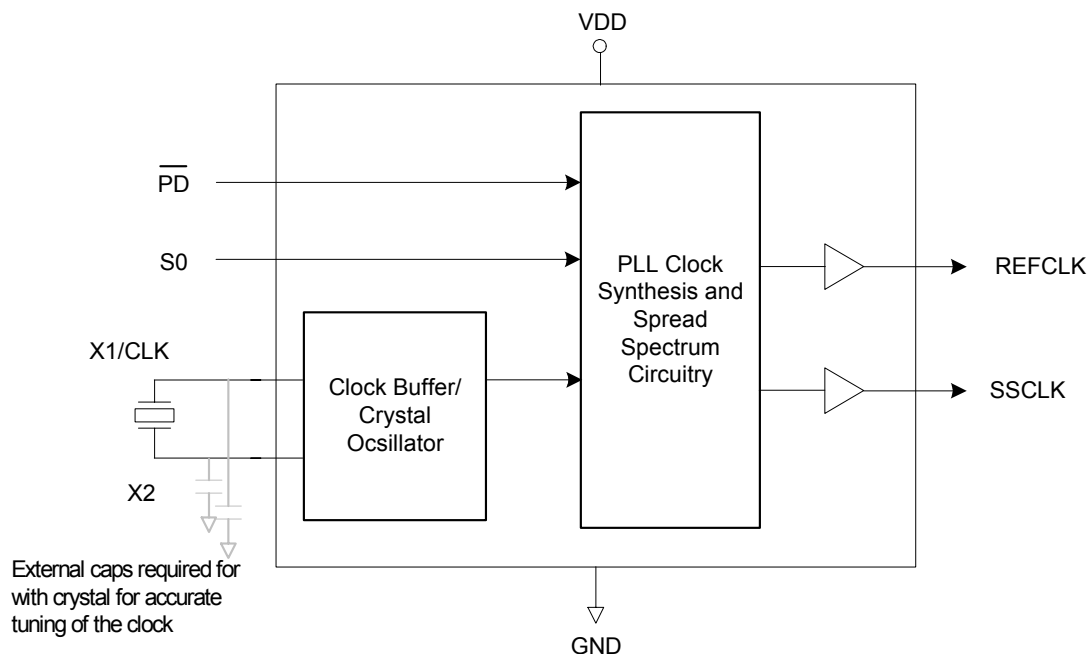 VDD
PD
S0
X1/CLK
X2
Clock Buffer/
Crystal
Ocsillator
PLL Clock
Synthesis and
Spread
Spectrum
Circuitry
REFCLK
SSCLK
External caps required for
with crystal for accurate
tuning of the clock
GND